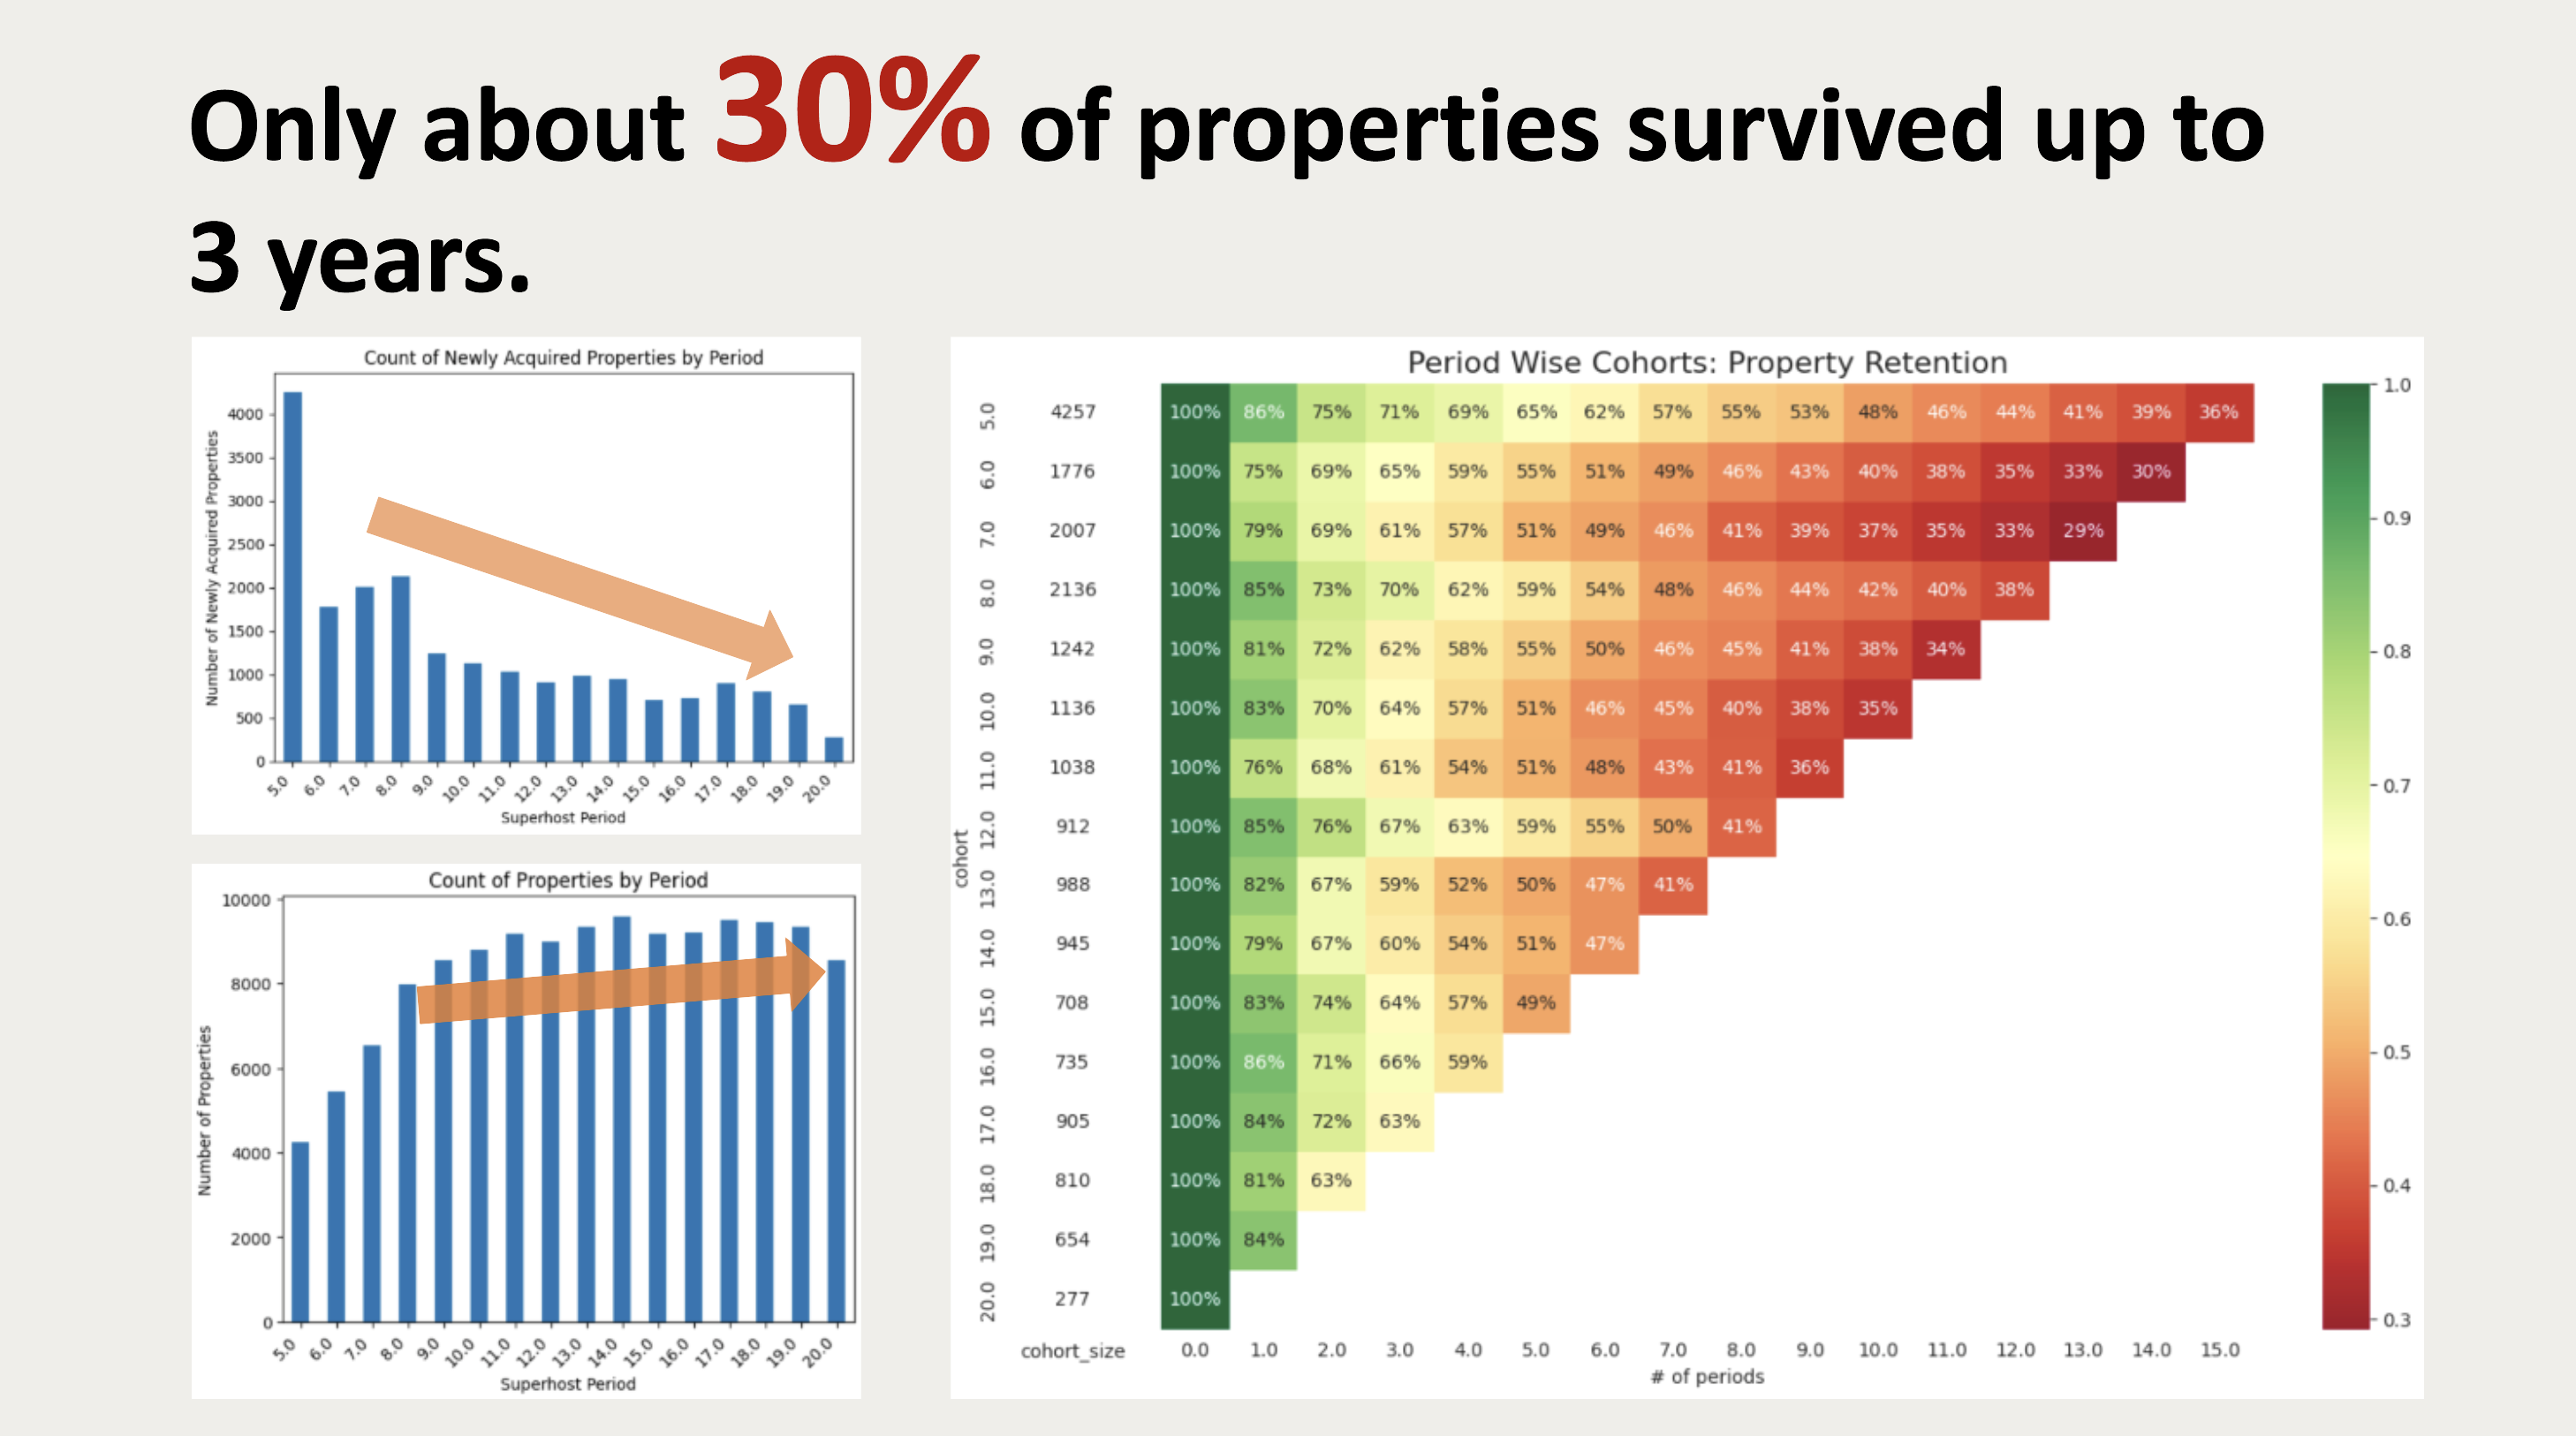 Only about 30% of properties survived up to
3 years.
Count of Newly Acquired Properties by Period
Number of Newly Acquired Properties
4000
3500
3000
2500
2000
1500
1000
500
0
5.0 6.0 7.0 8.0 9.0 10.0 11.0 12.0 13.0 14.0 15.0 16.0 17.0 18.0 19.0 20.0
Superhost Period
Count of Properties by Period
Number of Properties
10000
8000
6000
4000
2000
0
5.0 6.0 7.0 8.0 9.0 10.0 11.0 12.0 13.0 14.0 15.0 16.0 17.0 18.0 19.0 20.0
Superhost Period
Period Wise Cohorts: Property Retention
cohort
5.0 4257 100% 86% 75% 71% 69% 65% 62% 57% 55% 53% 48% 46% 44% 41% 39% 36%
6.0 1776 100% 75% 69% 65% 59% 55% 51% 49% 46% 43% 40% 38% 35% 33% 30%
7.0 2007 100% 79% 69% 61% 57% 51% 49% 46% 41% 39% 37% 35% 33% 29%
8.0 2136 100% 85% 73% 70% 62% 59% 54% 48% 46% 44% 42% 40% 38%
9.0 1242 100% 81% 72% 62% 58% 55% 50% 46% 45% 41% 38% 34%
10.0 1136 100% 83% 70% 64% 57% 51% 46% 45% 40% 38% 35%
11.0 1038 100% 76% 68% 61% 54% 51% 48% 43% 41% 36%
12.0 912 100% 85% 76% 67% 63% 59% 55% 50% 41%
13.0 988 100% 82% 67% 59% 52% 50% 47% 41%
14.0 945 100% 79% 67% 60% 54% 51% 47%
15.0 708 100% 83% 74% 64% 57% 49%
16.0 735 100% 86% 71% 66% 59%
17.0 905 100% 84% 72% 63%
18.0 810 100% 81% 63%
19.0 654 100% 84%
20.0 277 100%
cohort_size 0.0 1.0 2.0 3.0 4.0 5.0 6.0 7.0 8.0 9.0 10.0 11.0 12.0 13.0 14.0 15.0
# of periods
1.0
0.9
0.8
0.7
0.6
0.5
0.4
0.3